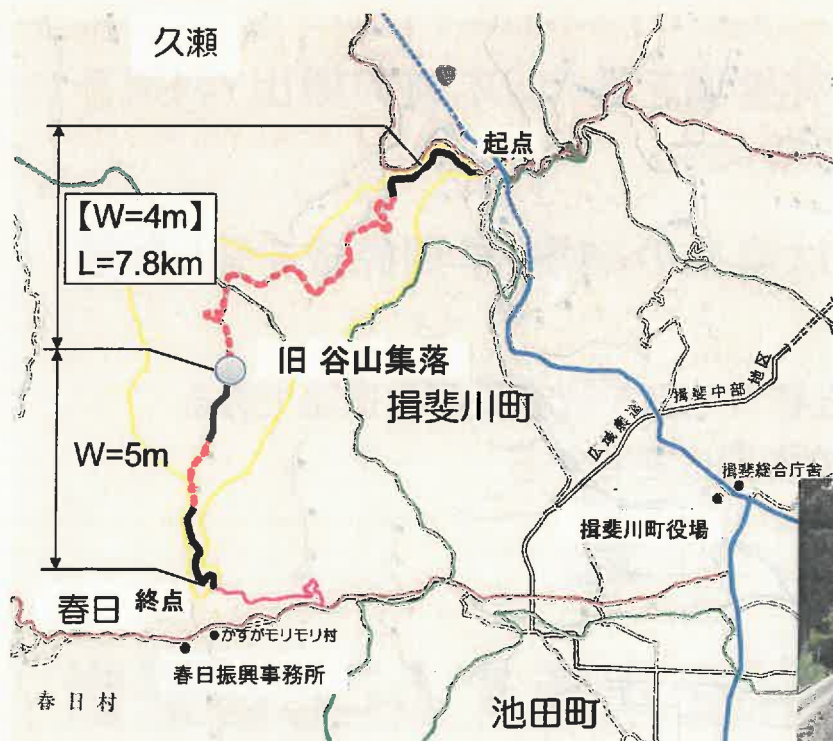 久瀬
起点
【W=4m】
L=7.8km
旧 谷山集落
揖斐川町
揖斐中部 地区
広域農道
W=5m
揖斐総合庁舎
揖斐川町役場
春日 終点
かすがモリモリ村
春日振興事務所
春日村
池田町